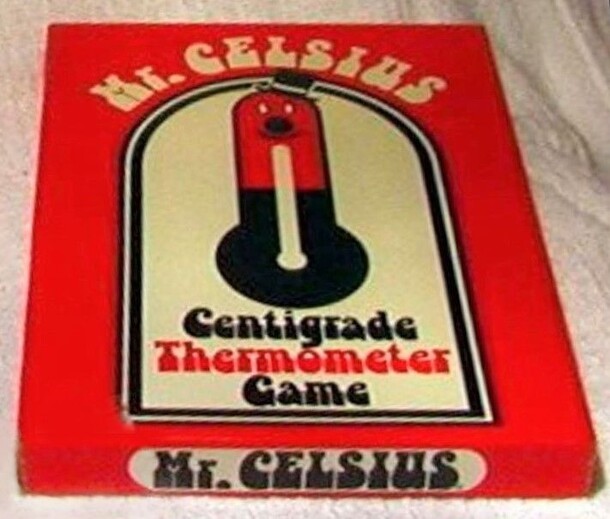 Mr. CELSIUS
Centigrade
Thermometer
Game
Mr. CELSIUS